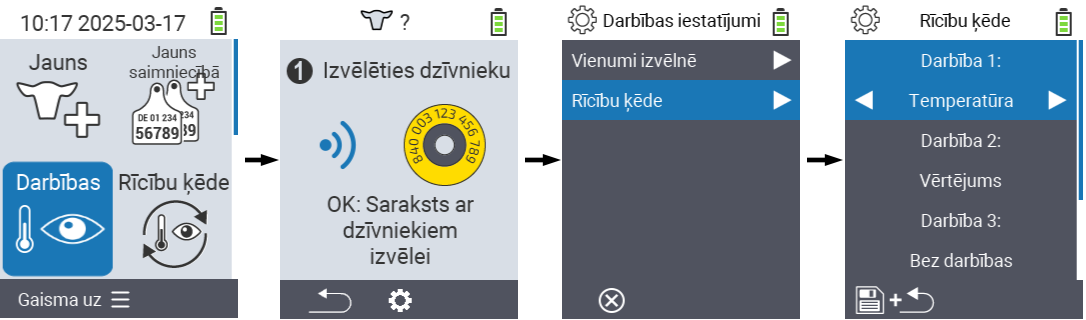 10:17 2025-03-17
Jauns
Jauns
saimniecībā
DE 01 234
56789
234
39
Darbības
Rīcību ķēde
Gaisma uz
?
1 Izvēlēties dzīvnieku
840 003 123 456 789
OK: Saraksts ar
dzīvniekiem
izvēlei
Darbības iestatījumi
Vienumi izvēlnē
Rīcību ķēde
Rīcību ķēde
Darbība 1:
Temperatūra
Darbība 2:
Vērtējums
Darbība 3:
Bez darbības
+